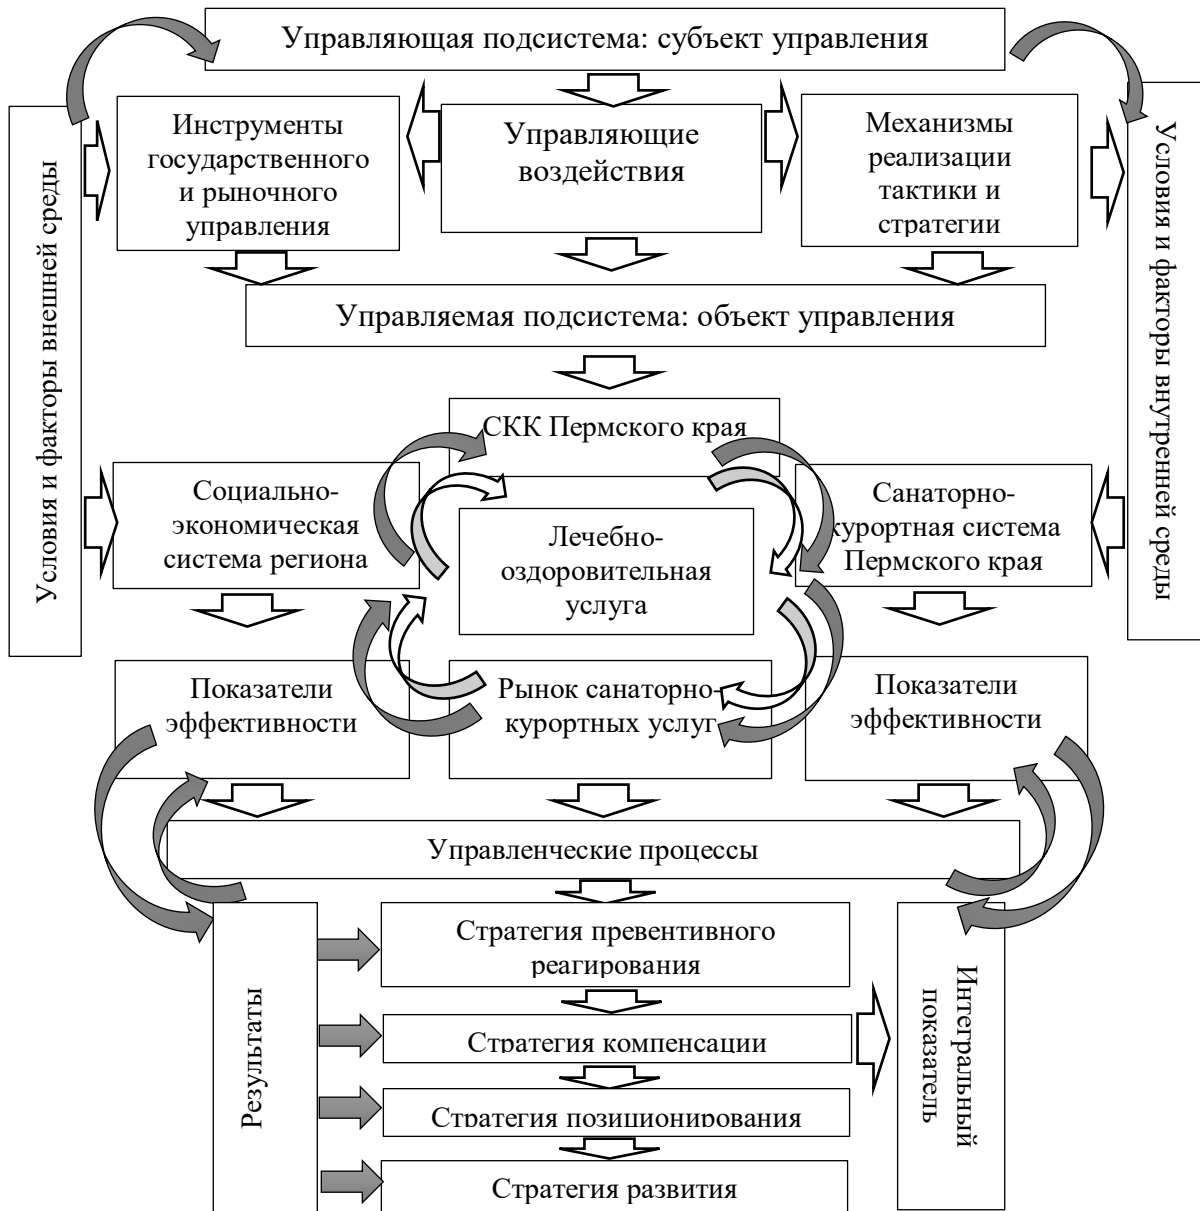 Управляющая подсистема: субъект управления
Условия и факторы внешней среды
Инструменты
государственного
и рыночного
управления
Управляющие
воздействия
Механизмы
реализации
тактики и
стратегии
Условия и факторы внутренней среды
Управляемая подсистема: объект управления
СКК Пермского края
Социально-
экономическая
система региона
Лечебно-
оздоровительная
услуга
Санаторно-
курортная система
Пермского края
Показатели
эффективности
Рынок санаторно-
курортных услуг
Показатели
эффективности
Управленческие процессы
Результаты
Стратегия превентивного
реагирования
Стратегия компенсации
Стратегия позиционирования
Стратегия развития
Интегральный
показатель